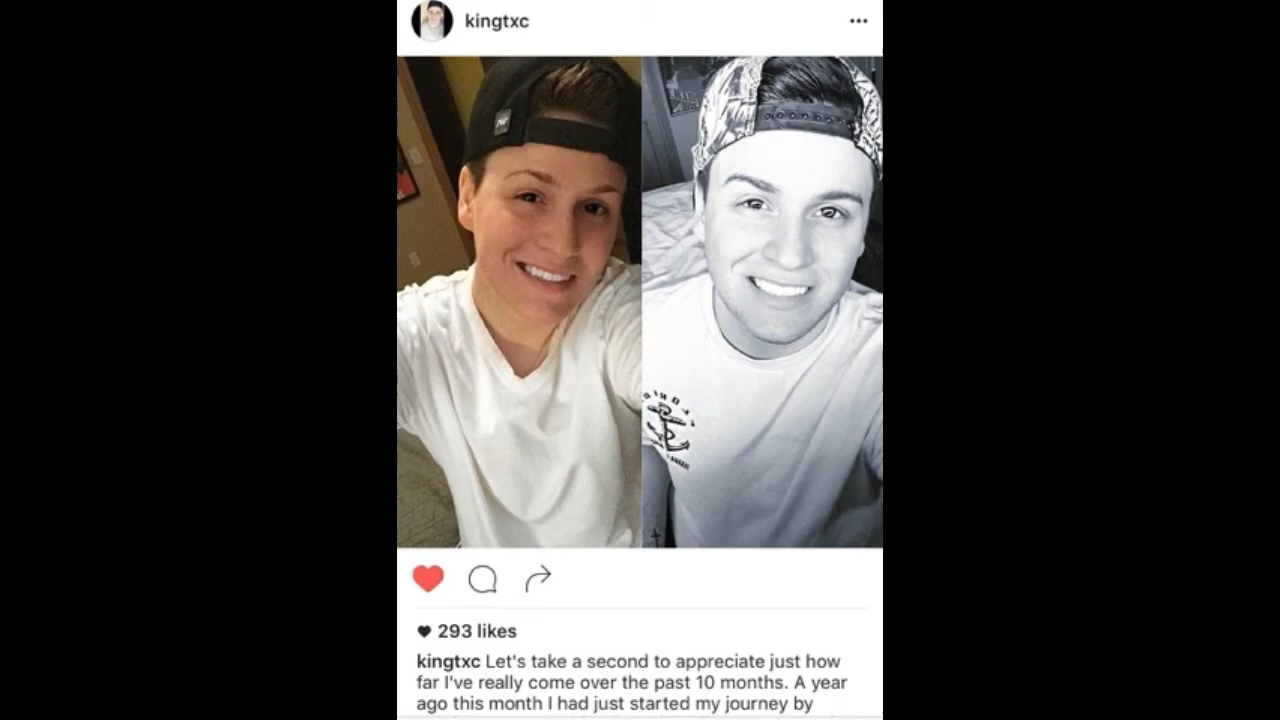 kingtxc
293 likes
kingtxc Let's take a second to appreciate just how
far I've really come over the past 10 months. A year
ago this month I had just started my journey by